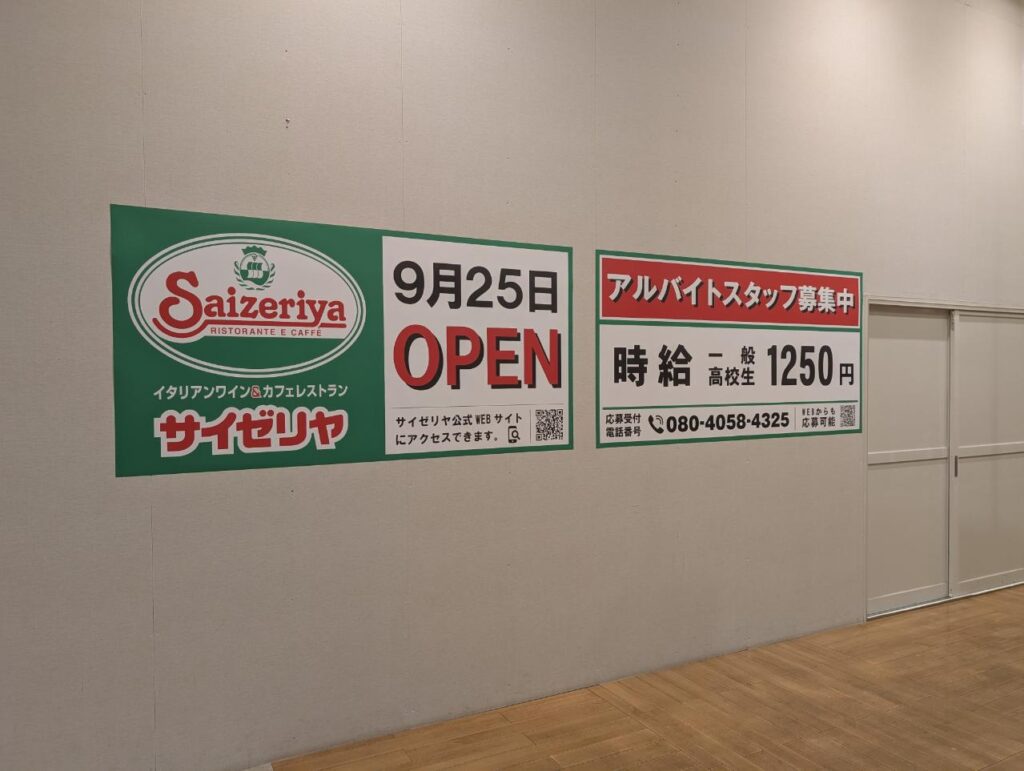 Saizeriya
RISTORANTE E CAFFÈ
イタリアンワイン&カフェレストラン
サイゼリヤ
9月25日
OPEN
サイゼリヤ公式WEBサイト
にアクセスできます。
アルバイトスタッフ募集中
時給 一般 高校生 1250円
応募受付
電話番号
080-4058-4325
WEBからも
応募可能